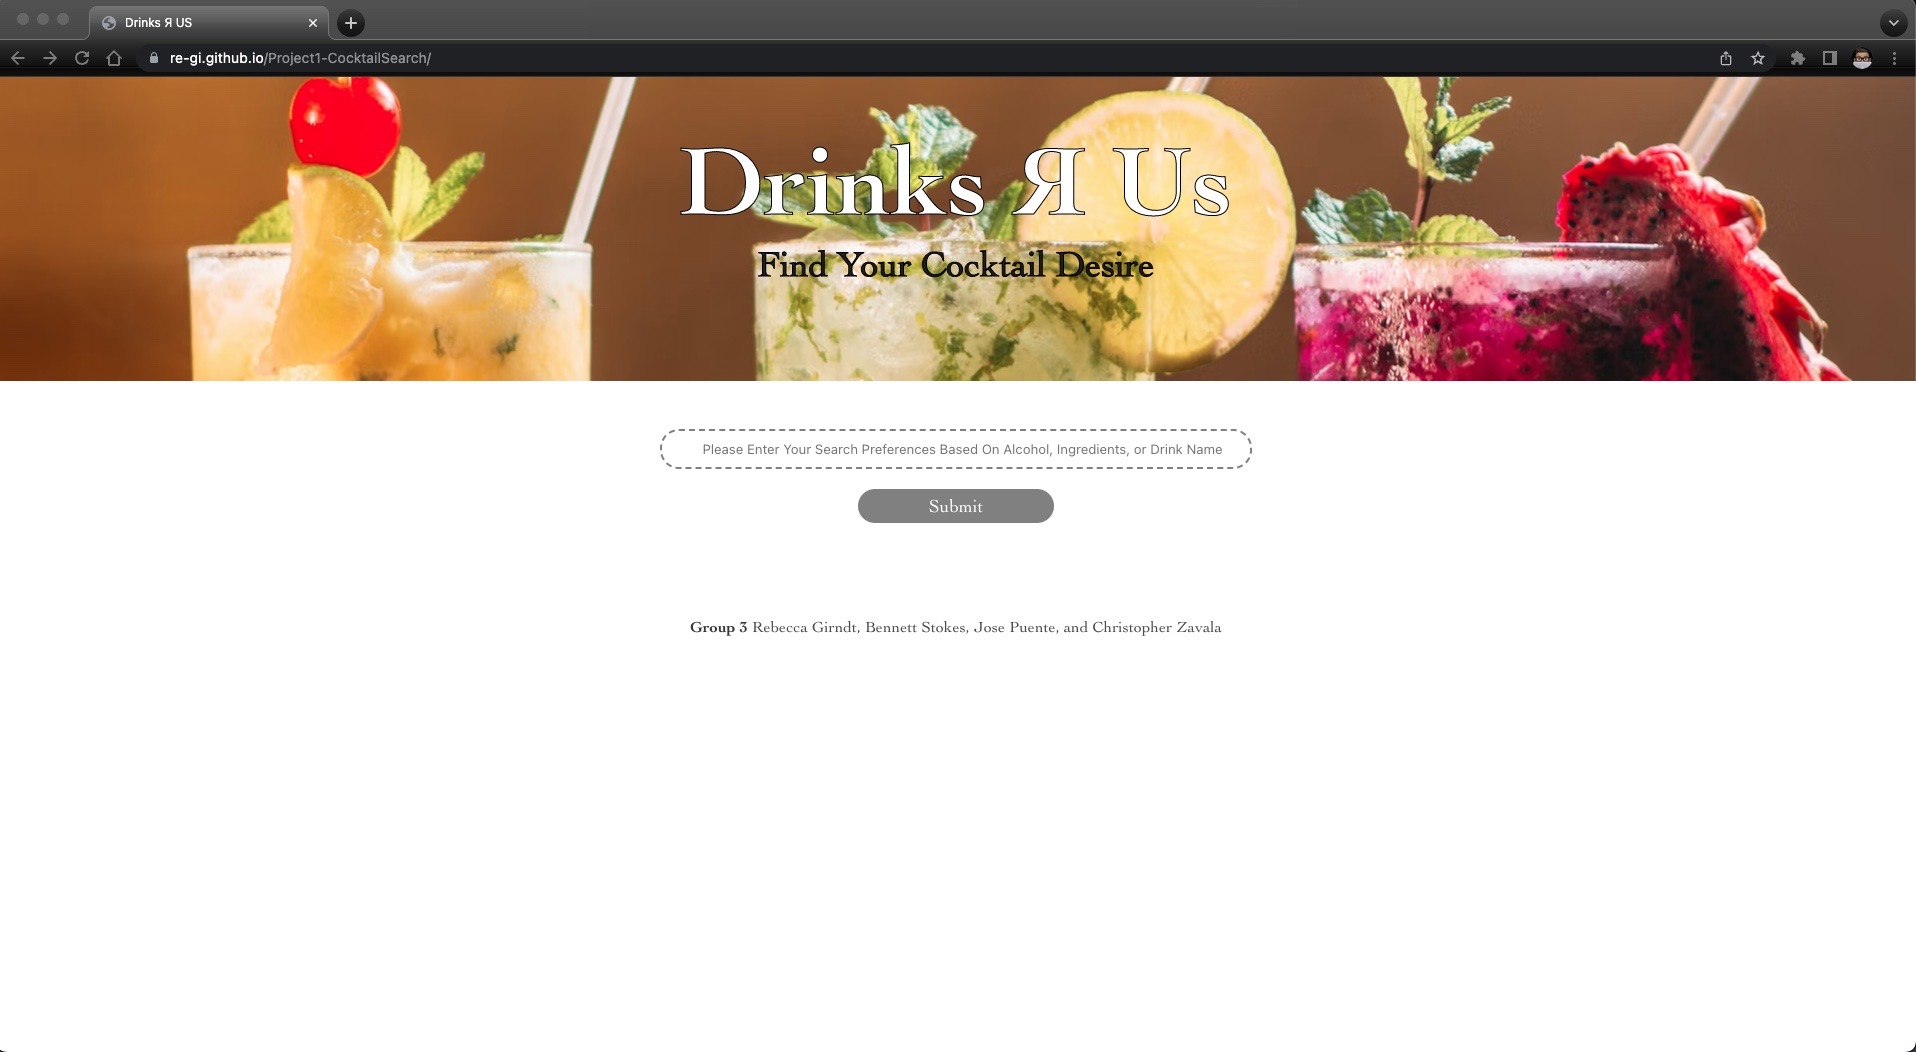 Drinks Я US
re-gi.github.io/Project1-CocktailSearch/
Drinks Я Us
Find Your Cocktail Desire
Please Enter Your Search Preferences Based On Alcohol, Ingredients, or Drink Name
Submit
Group 3 Rebecca Girndt, Bennett Stokes, Jose Puente, and Christopher Zavala